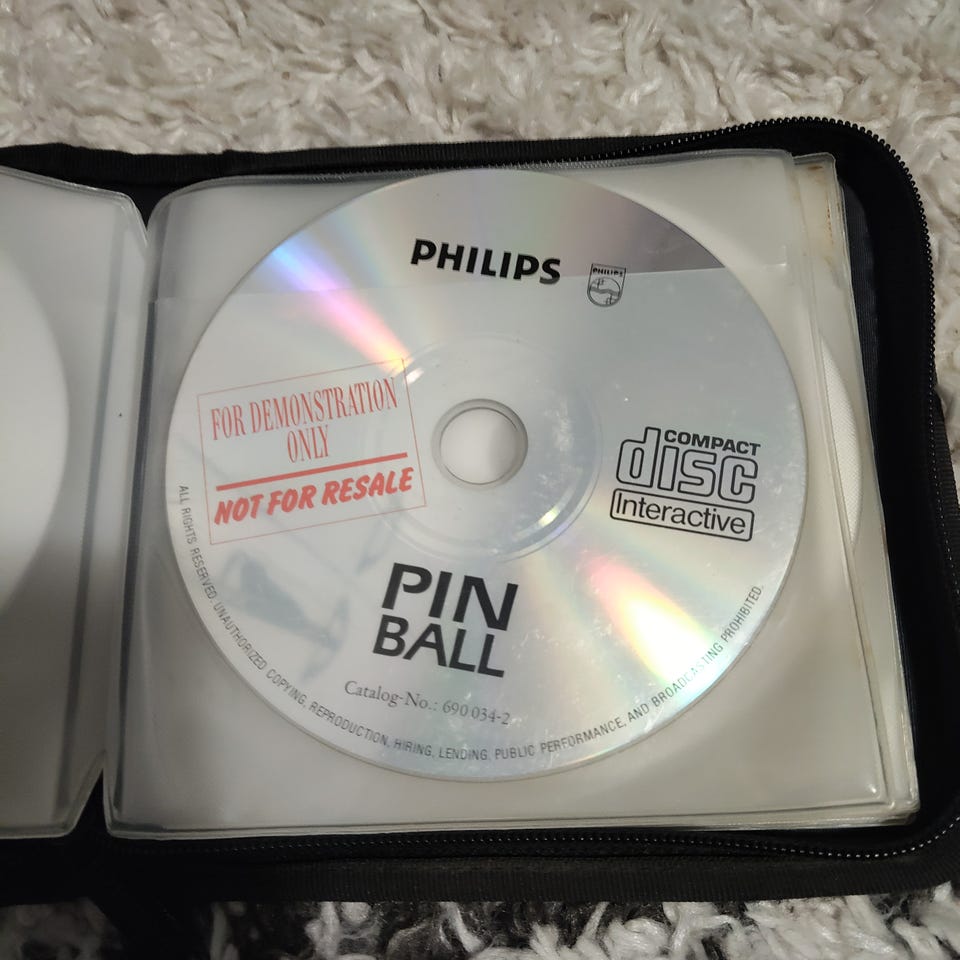 PHILIPS
PHILIPS
FOR DEMONSTRATION
ONLY
NOT FOR RESALE
COMPACT
disc
Interactive
PIN
BALL
Catalog-No.: 690 034-2
ALL RIGHTS RESERVED. UNAUTHORIZED COPYING, REPRODUCTION, HIRING, LENDING, PUBLIC PERFORMANCE, AND BROADCASTING PROHIBITED.